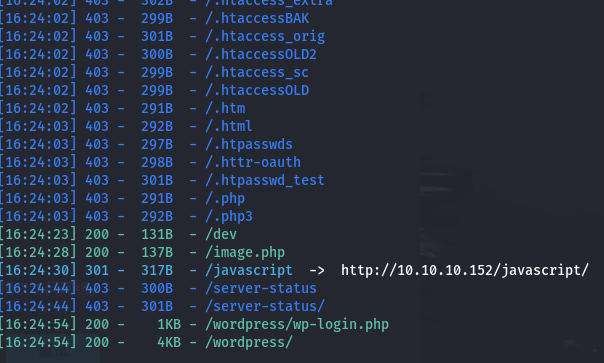 [16:24:02] 403 -  302B - /.htaccess_extra
[16:24:02] 403 -  299B - /.htaccessBAK
[16:24:02] 403 -  301B - /.htaccess_orig
[16:24:02] 403 -  300B - /.htaccessOLD2
[16:24:02] 403 -  299B - /.htaccess_sc
[16:24:02] 403 -  299B - /.htaccessOLD
[16:24:02] 403 -  291B - /.htm
[16:24:03] 403 -  292B - /.html
[16:24:03] 403 -  297B - /.htpasswds
[16:24:03] 403 -  298B - /.httr-oauth
[16:24:03] 403 -  301B - /.htpasswd_test
[16:24:03] 403 -  291B - /.php
[16:24:03] 403 -  292B - /.php3
[16:24:23] 200 -  131B - /dev
[16:24:28] 200 -  137B - /image.php
[16:24:30] 301 -  317B - /javascript  ->  http://10.10.10.152/javascript/
[16:24:44] 403 -  300B - /server-status
[16:24:44] 403 -  301B - /server-status/
[16:24:54] 200 -    1KB - /wordpress/wp-login.php
[16:24:54] 200 -    4KB - /wordpress/